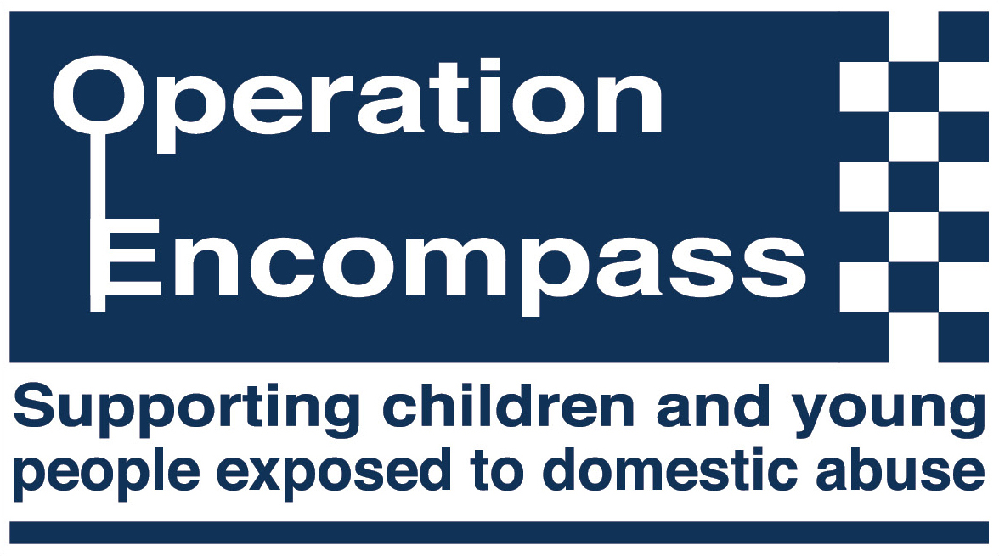 Operation
Encompass
Supporting children and young
people exposed to domestic abuse